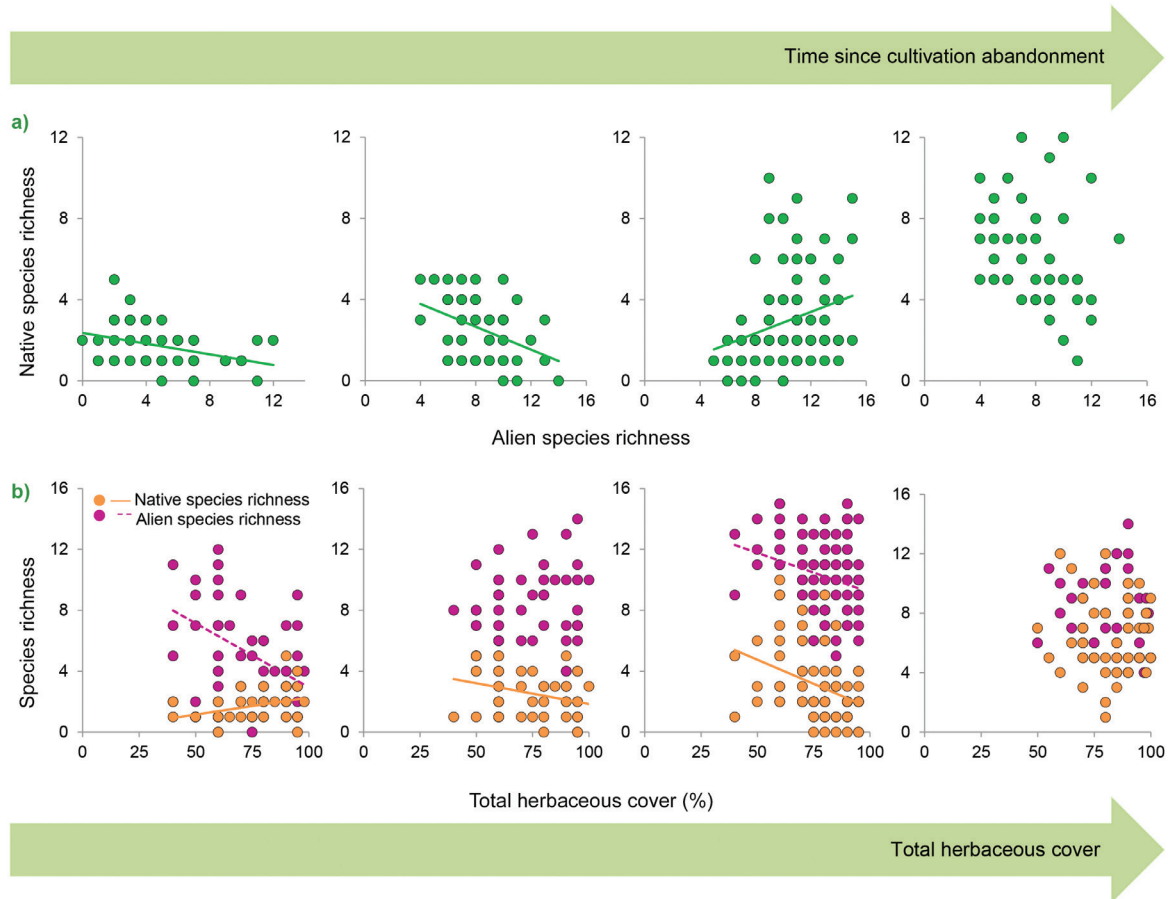 Time since cultivation abandonment
a)
Native species richness
12
8
4
0
0 4 8 12
12
8
4
0
0 4 8 12 16
12
8
4
0
0 4 8 12 16
12
8
4
0
0 4 8 12 16
Alien species richness
b)
Species richness
Native species richness
Alien species richness
16
12
8
4
0
0 25 50 75 100
16
12
8
4
0
0 25 50 75 100
16
12
8
4
0
0 25 50 75 100
16
12
8
4
0
0 25 50 75 100
Total herbaceous cover (%)
Total herbaceous cover